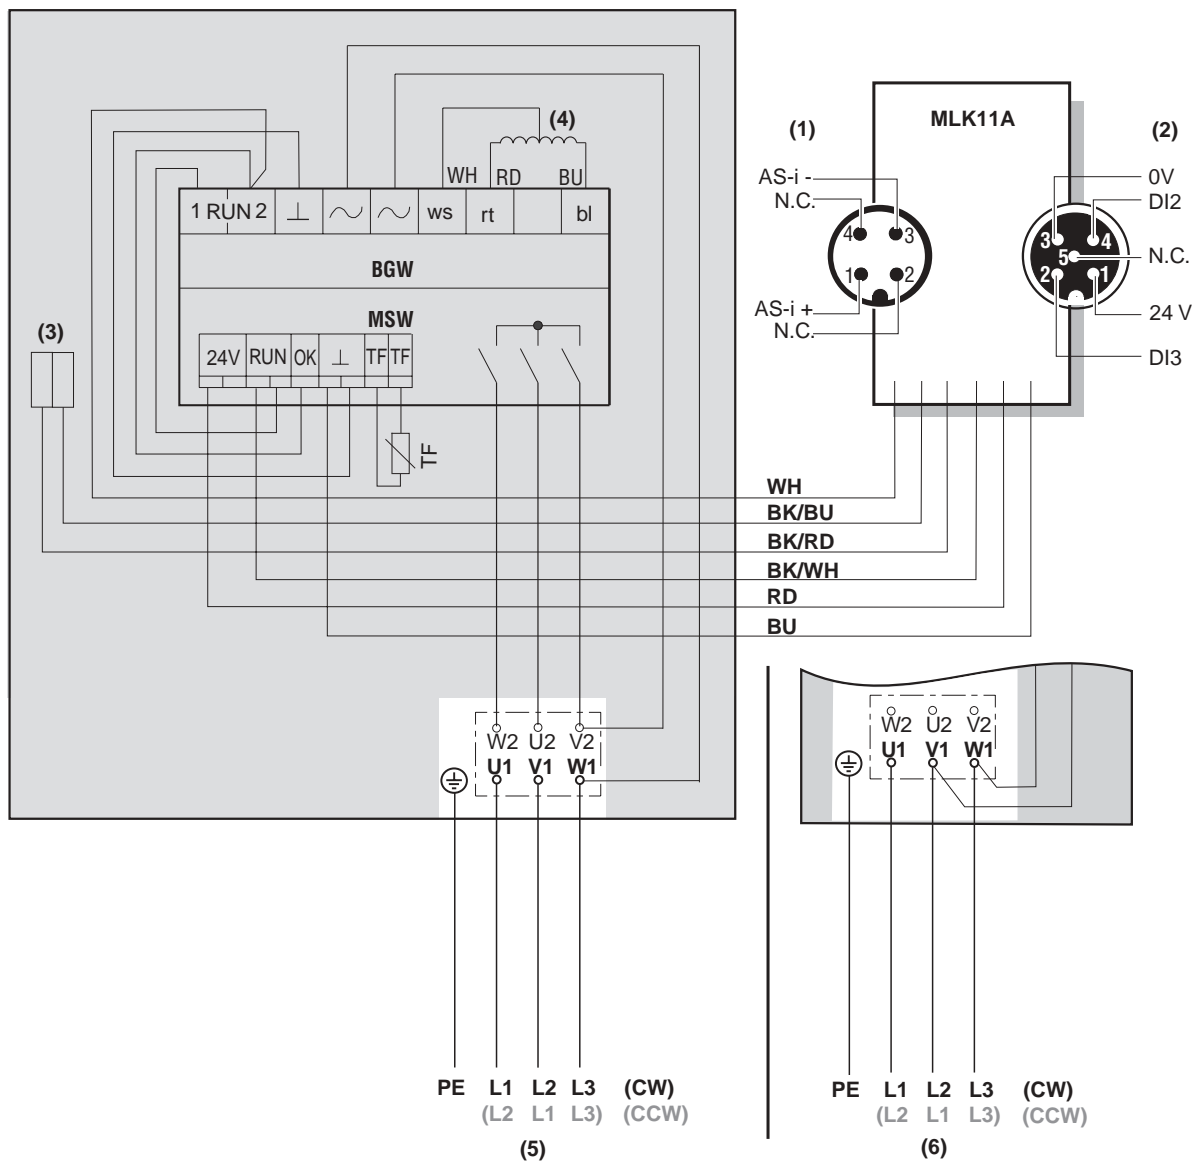 MLK11A
(1)
(2)
(4)
WH RD BU
AS-i -
N.C.
0V
DI2
1 RUN 2 ⊥ ~ ~ ws rt bl
4 3
3 4
5
N.C.
BGW
1 2
2 1
AS-i +
N.C.
24 V
DI3
(3)
MSW
24V RUN OK ⊥ TF TF
TF
WH
BK/BU
BK/RD
BK/WH
RD
BU
W2 U2 V2
U1 V1 W1
W2 U2 V2
U1 V1 W1
PE L1 L2 L3 (CW)
(L2 L1 L3) (CCW)
(5)
PE L1 L2 L3 (CW)
(L2 L1 L3) (CCW)
(6)